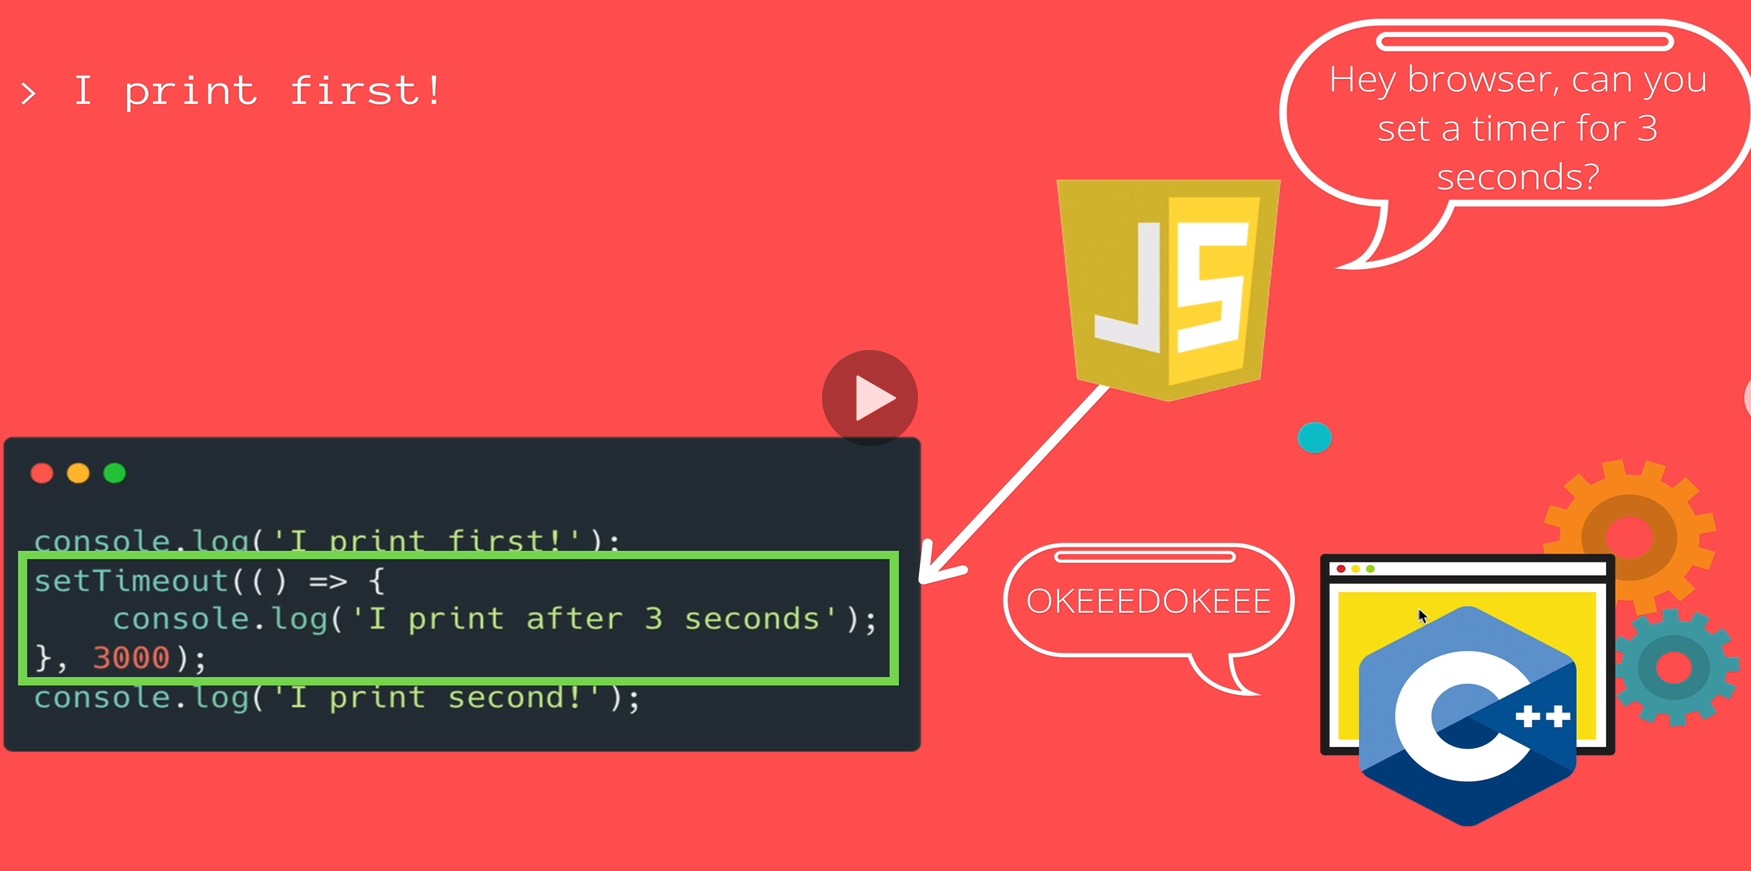 > I print first!
Hey browser, can you
set a timer for 3
seconds?
JS
console.log('I print first!');
setTimeout(() => {
    console.log('I print after 3 seconds');
}, 3000);
console.log('I print second!');
OKEEEDOKEEE
C++